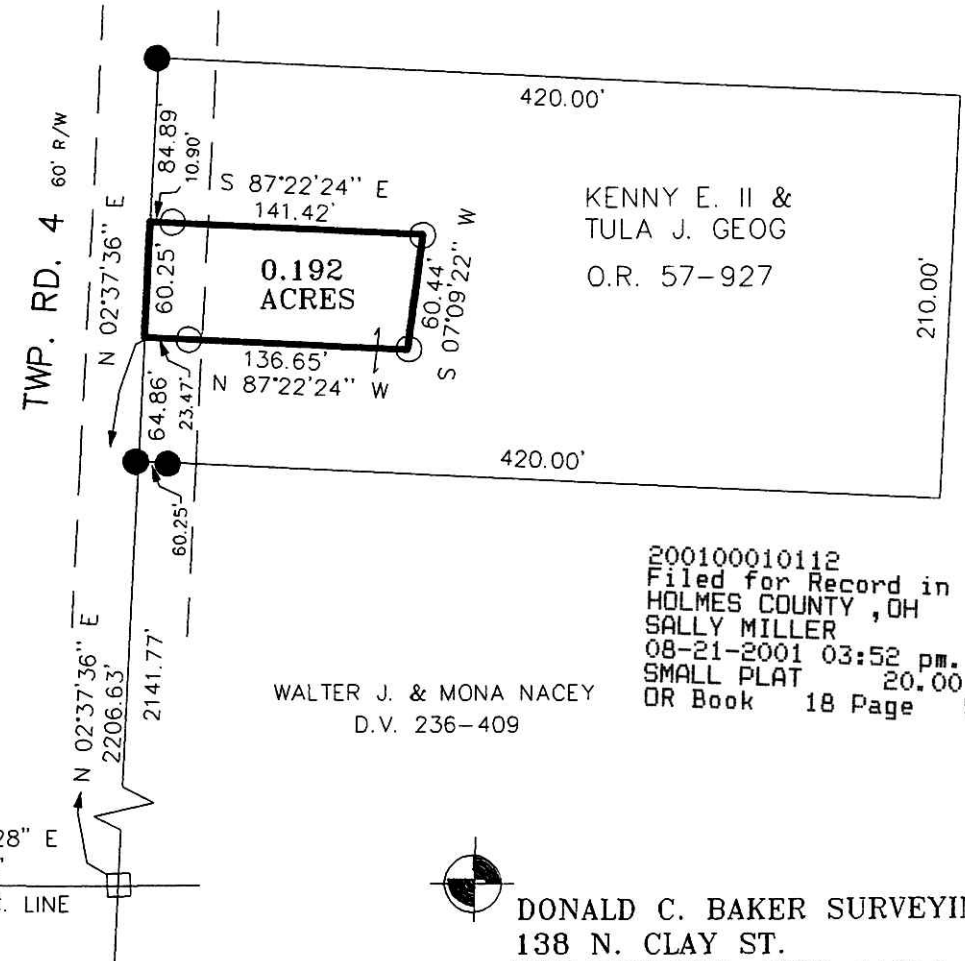 420.00'
TWP. RD. 4 60' R/W
84.89'
10.90'
S 87°22'24" E
141.42'
N 02°37'36" E
60.25'
0.192
ACRES
60.44'
S 07°09'22" W
KENNY E. II &
TULA J. GEOG
O.R. 57-927
210.00'
136.65'
N 87°22'24" W
64.86'
23.47'
420.00'
60.25'
N 02°37'36" E
2206.63'
2141.77'
WALTER J. & MONA NACEY
D.V. 236-409
200100010112
Filed for Record in
HOLMES COUNTY ,OH
SALLY MILLER
08-21-2001 03:52 pm.
SMALL PLAT 20.00
OR Book 18 Page
28" E
LINE
DONALD C. BAKER SURVEYIN
138 N. CLAY ST.